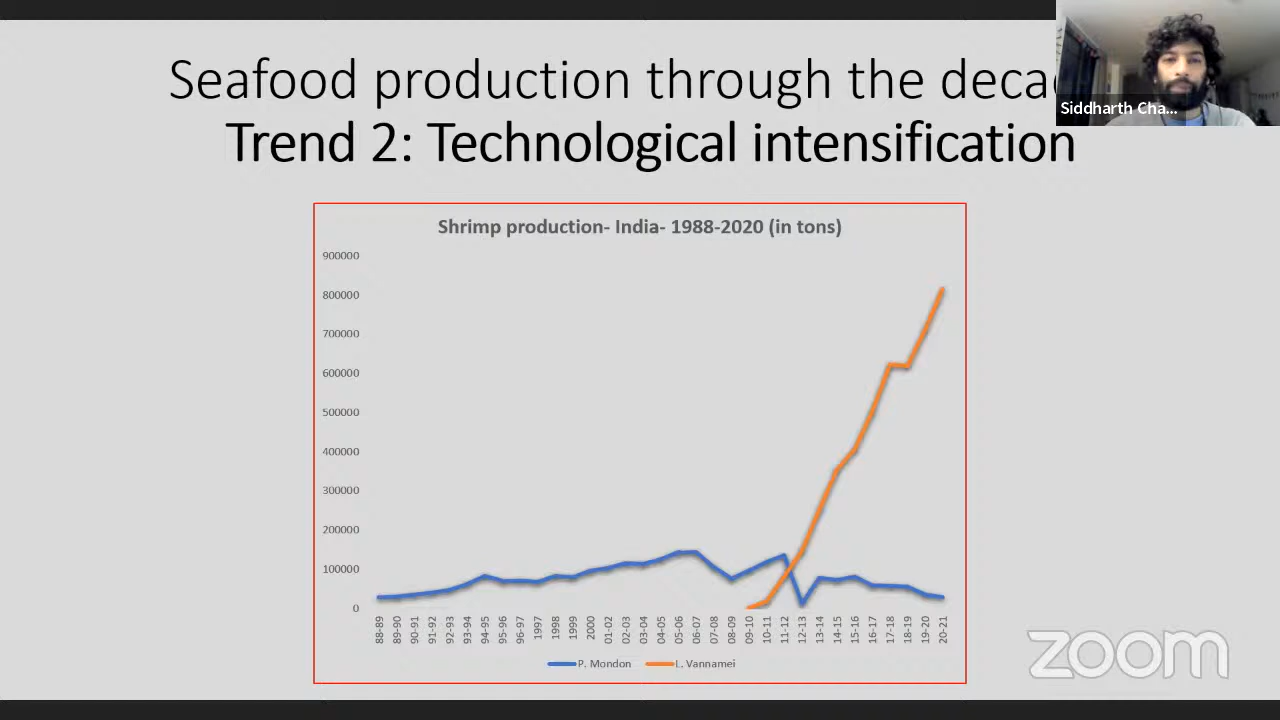 Seafood production through the deca
Siddharth Cha...
Trend 2: Technological intensification
Shrimp production- India- 1988-2020 (in tons)
900000
800000
700000
600000
500000
400000
300000
200000
100000
0
88-89 89-90 90-91 91-92 92-93 93-94 94-95 95-96 96-97 1997 1998 1999 2000 01-02 02-03 03-04 04-05 05-06 06-07 07-08 08-09 09-10 10-11 11-12 12-13 13-14 14-15 15-16 16-17 17-18 18-19 19-20 20-21
P. Mondon L. Vannamei
zoom